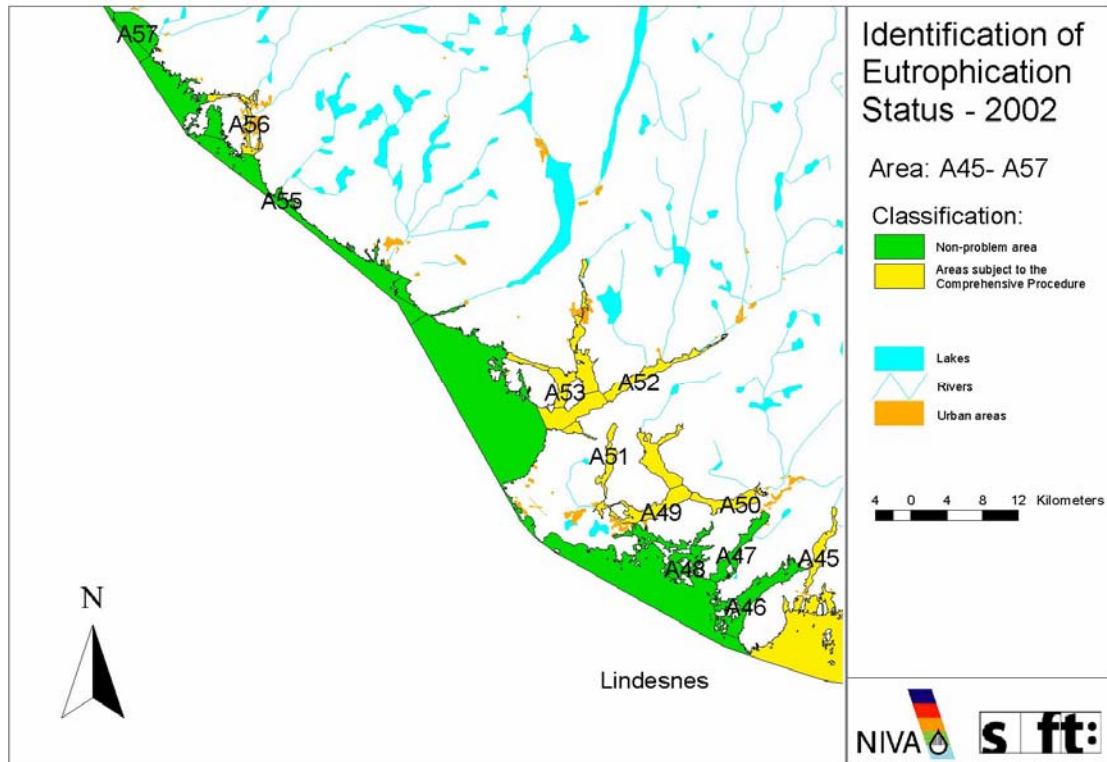 Identification of
Eutrophication
Status - 2002
Area: A45- A57
Classification:
Non-problem area
Areas subject to the
Comprehensive Procedure
Lakes
Rivers
Urban areas
4 0 4 8 12 Kilometers
A57
A56
A55
A53
A52
A51
A50
A49
A48
A47
A46
A45
N
Lindesnes
NIVA
sft: